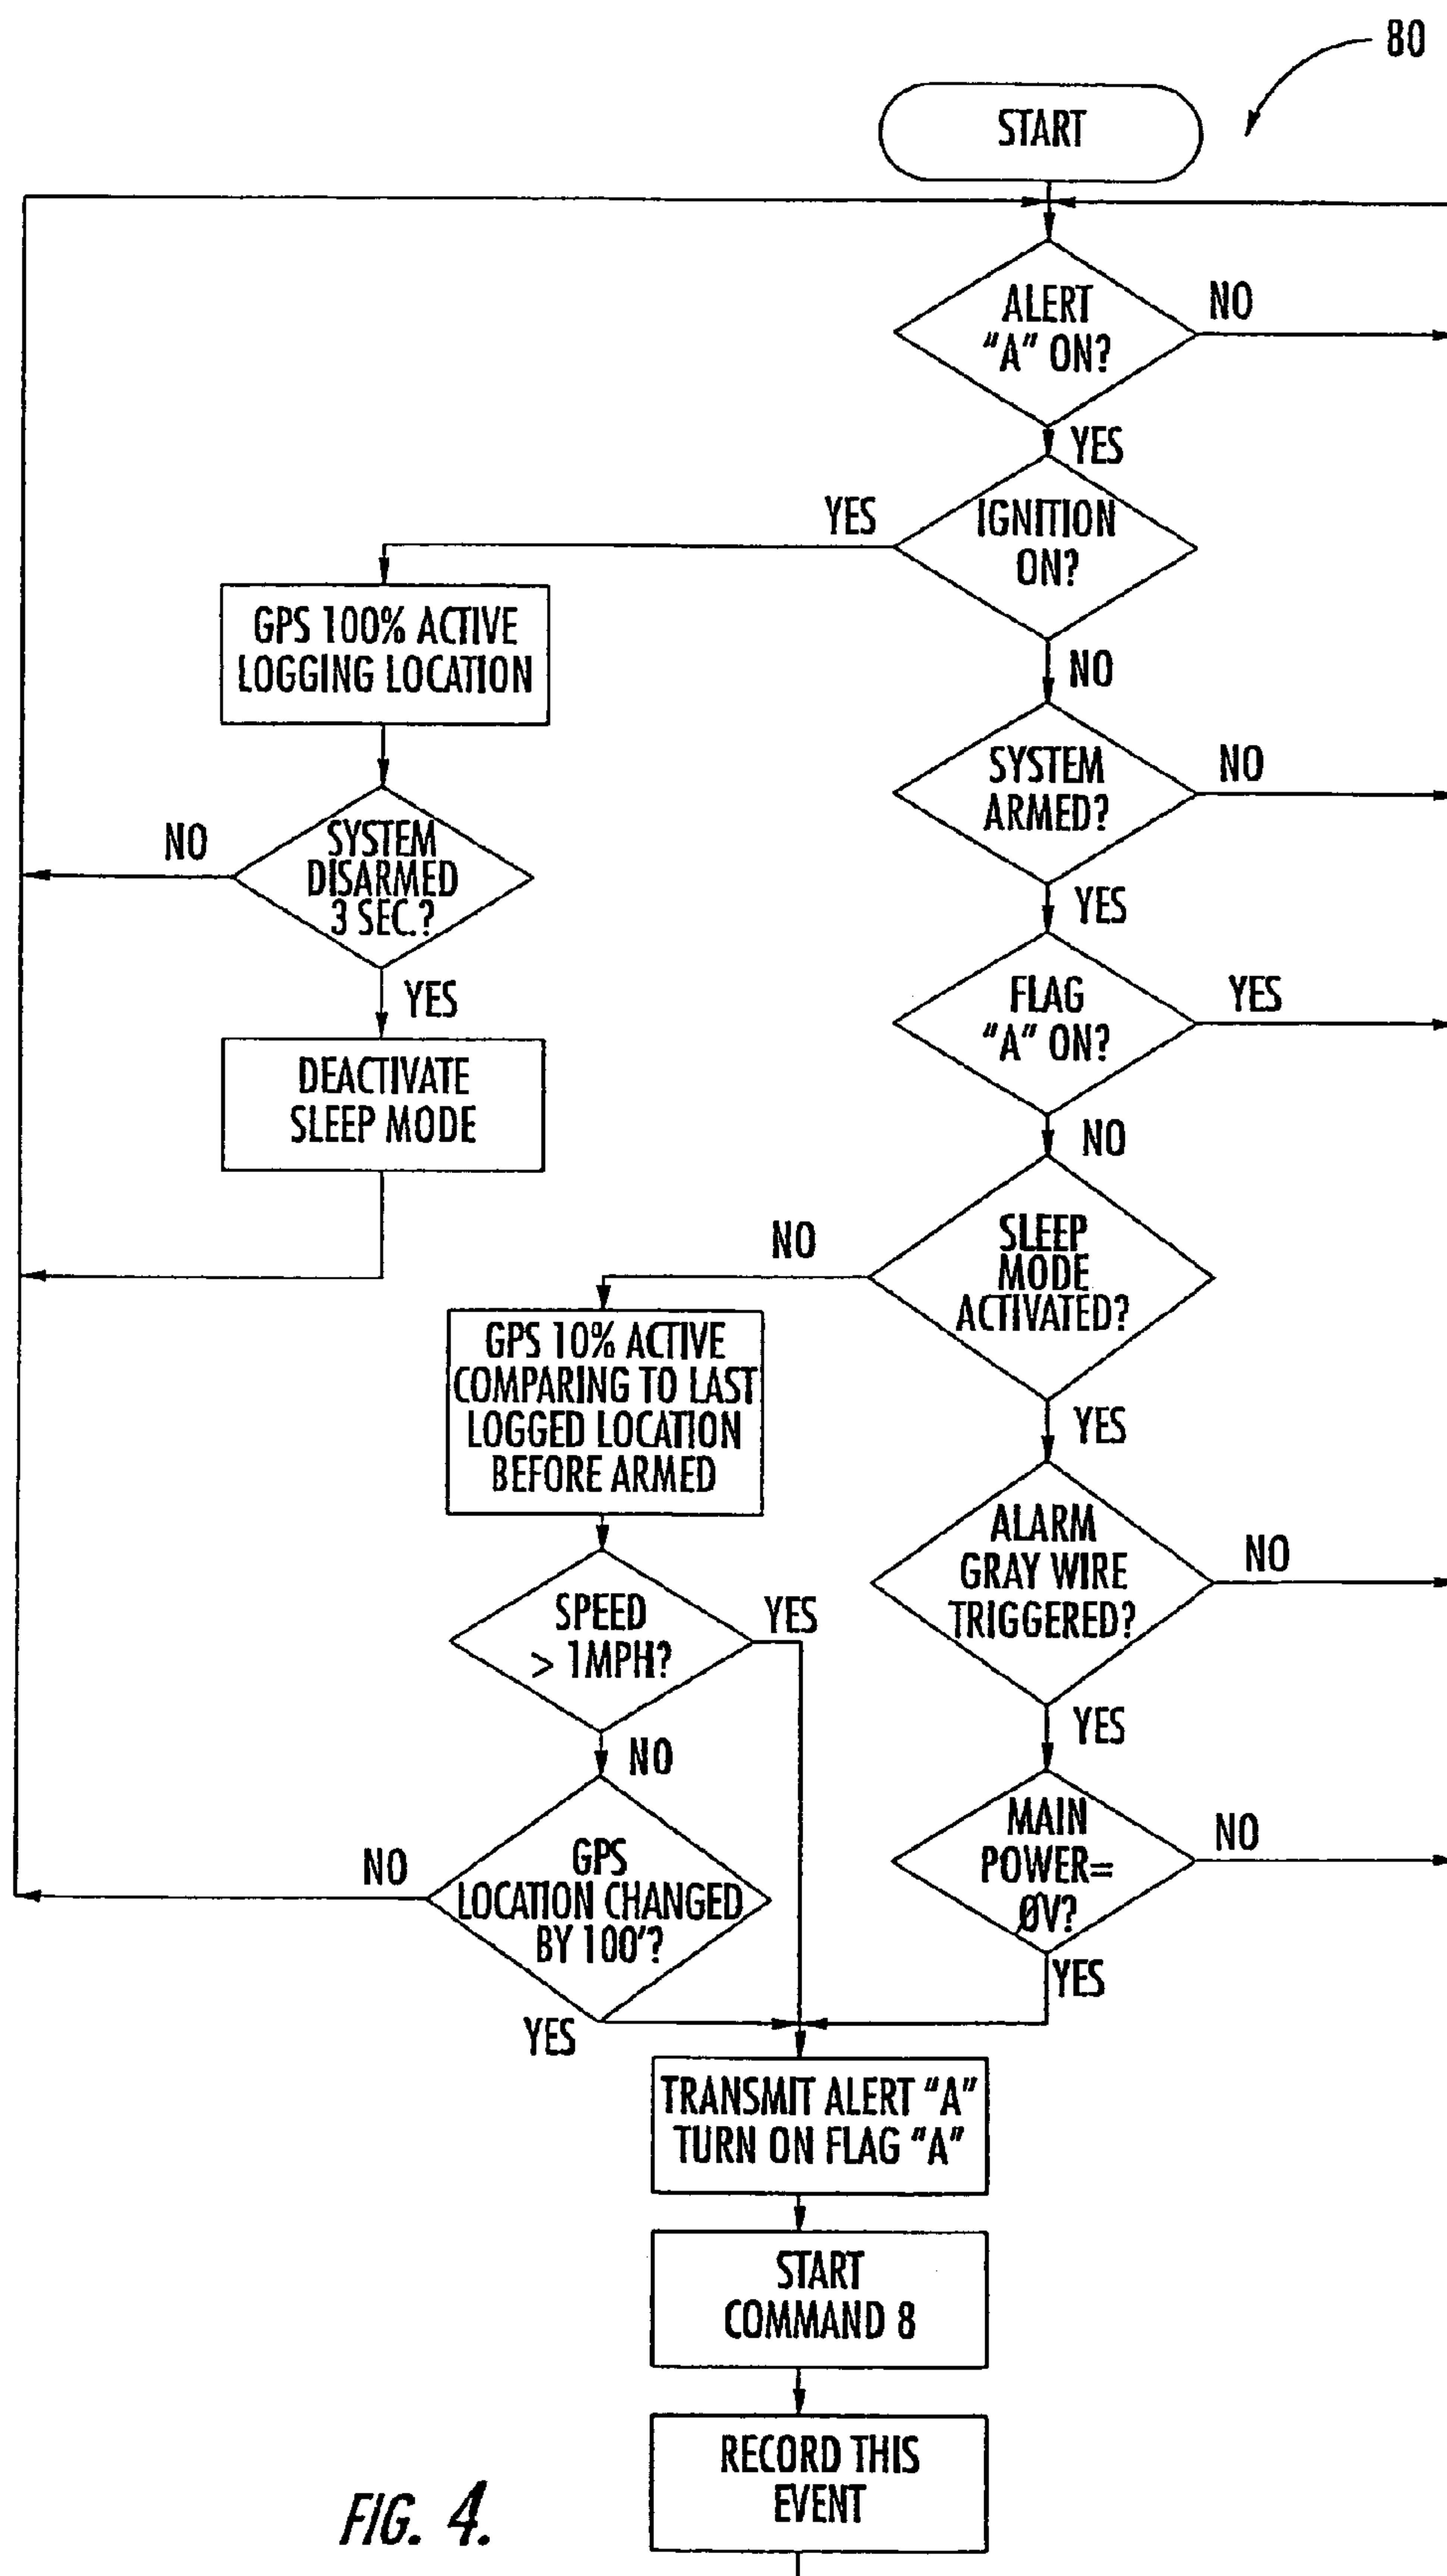 80
START
ALERT
"A" ON?
NO
YES
IGNITION
ON?
YES
NO
GPS 100% ACTIVE
LOGGING LOCATION
SYSTEM
ARMED?
NO
YES
SYSTEM
DISARMED
3 SEC.?
NO
YES
DEACTIVATE
SLEEP MODE
FLAG
"A" ON?
YES
NO
SLEEP
MODE
ACTIVATED?
NO
YES
GPS 10% ACTIVE
COMPARING TO LAST
LOGGED LOCATION
BEFORE ARMED
ALARM
GRAY WIRE
TRIGGERED?
NO
YES
SPEED
> 1MPH?
YES
NO
MAIN
POWER=
0V?
NO
YES
GPS
LOCATION CHANGED
BY 100'?
NO
YES
TRANSMIT ALERT "A"
TURN ON FLAG "A"
START
COMMAND 8
RECORD THIS
EVENT
FIG. 4.